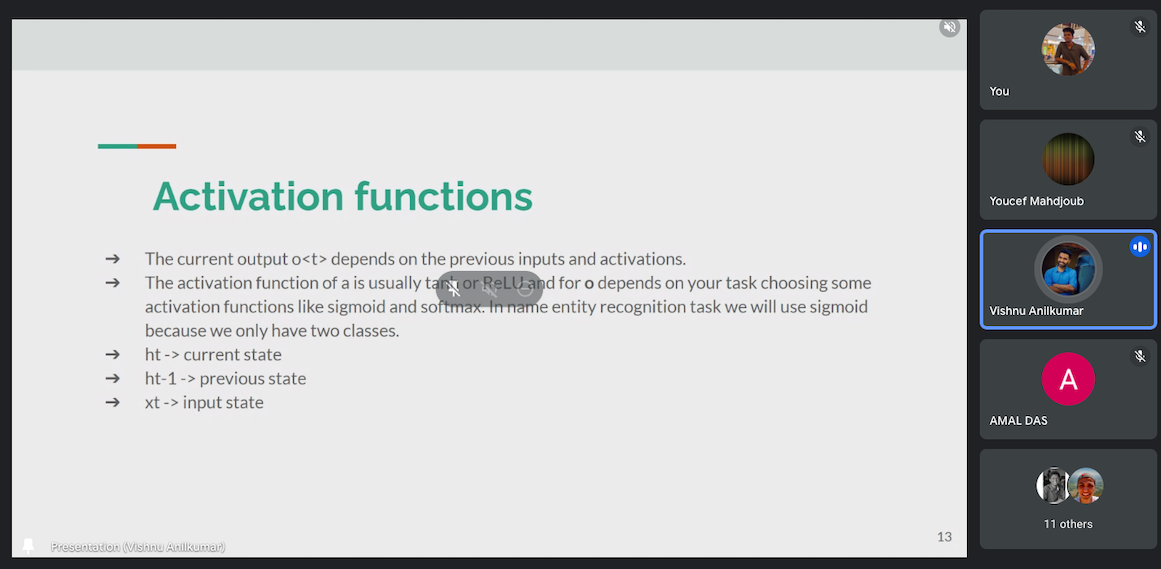 Activation functions
➔ The current output o<t> depends on the previous inputs and activations.
➔ The activation function of a is usually tanh or ReLU and for o depends on your task choosing some
activation functions like sigmoid and softmax. In name entity recognition task we will use sigmoid
because we only have two classes.
➔ ht -> current state
➔ ht-1 -> previous state
➔ xt -> input state
13
Presentation (Vishnu Anilkumar)
You
Youcef Mahdjoub
Vishnu Anilkumar
A
AMAL DAS
11 others